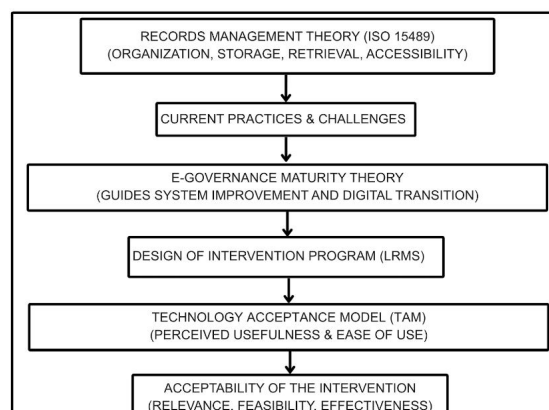 RECORDS MANAGEMENT THEORY (ISO 15489)
(ORGANIZATION, STORAGE, RETRIEVAL, ACCESSIBILITY)
CURRENT PRACTICES & CHALLENGES
E-GOVERNANCE MATURITY THEORY
(GUIDES SYSTEM IMPROVEMENT AND DIGITAL TRANSITION)
DESIGN OF INTERVENTION PROGRAM (LRMS)
TECHNOLOGY ACCEPTANCE MODEL (TAM)
(PERCEIVED USEFULNESS & EASE OF USE)
ACCEPTABILITY OF THE INTERVENTION
(RELEVANCE, FEASIBILITY, EFFECTIVENESS)